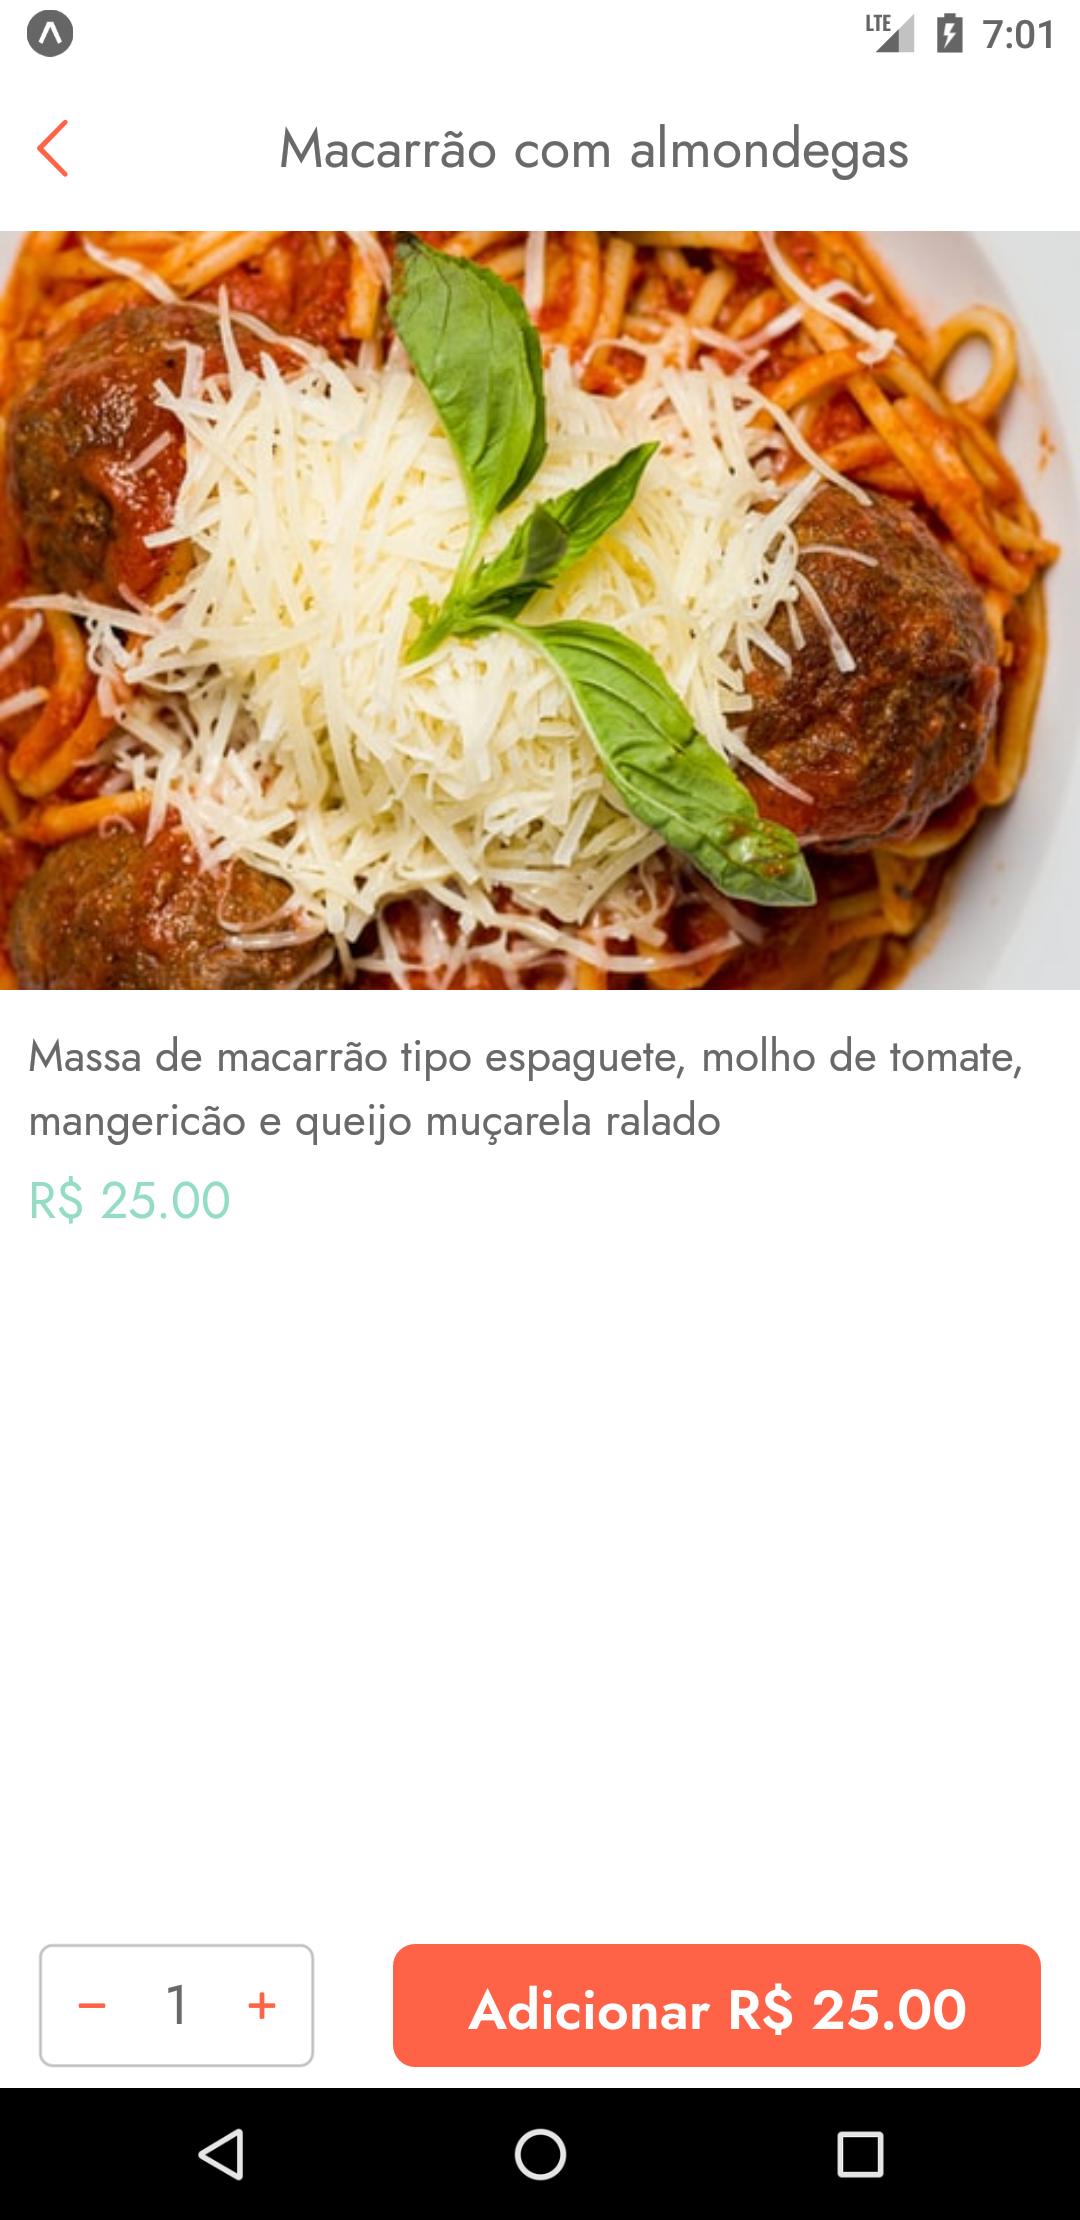 LTE 7:01
Macarrão com almondegas
Massa de macarrão tipo espaguete, molho de tomate,
mangericão e queijo muçarela ralado
R$ 25.00
− 1 +
Adicionar R$ 25.00